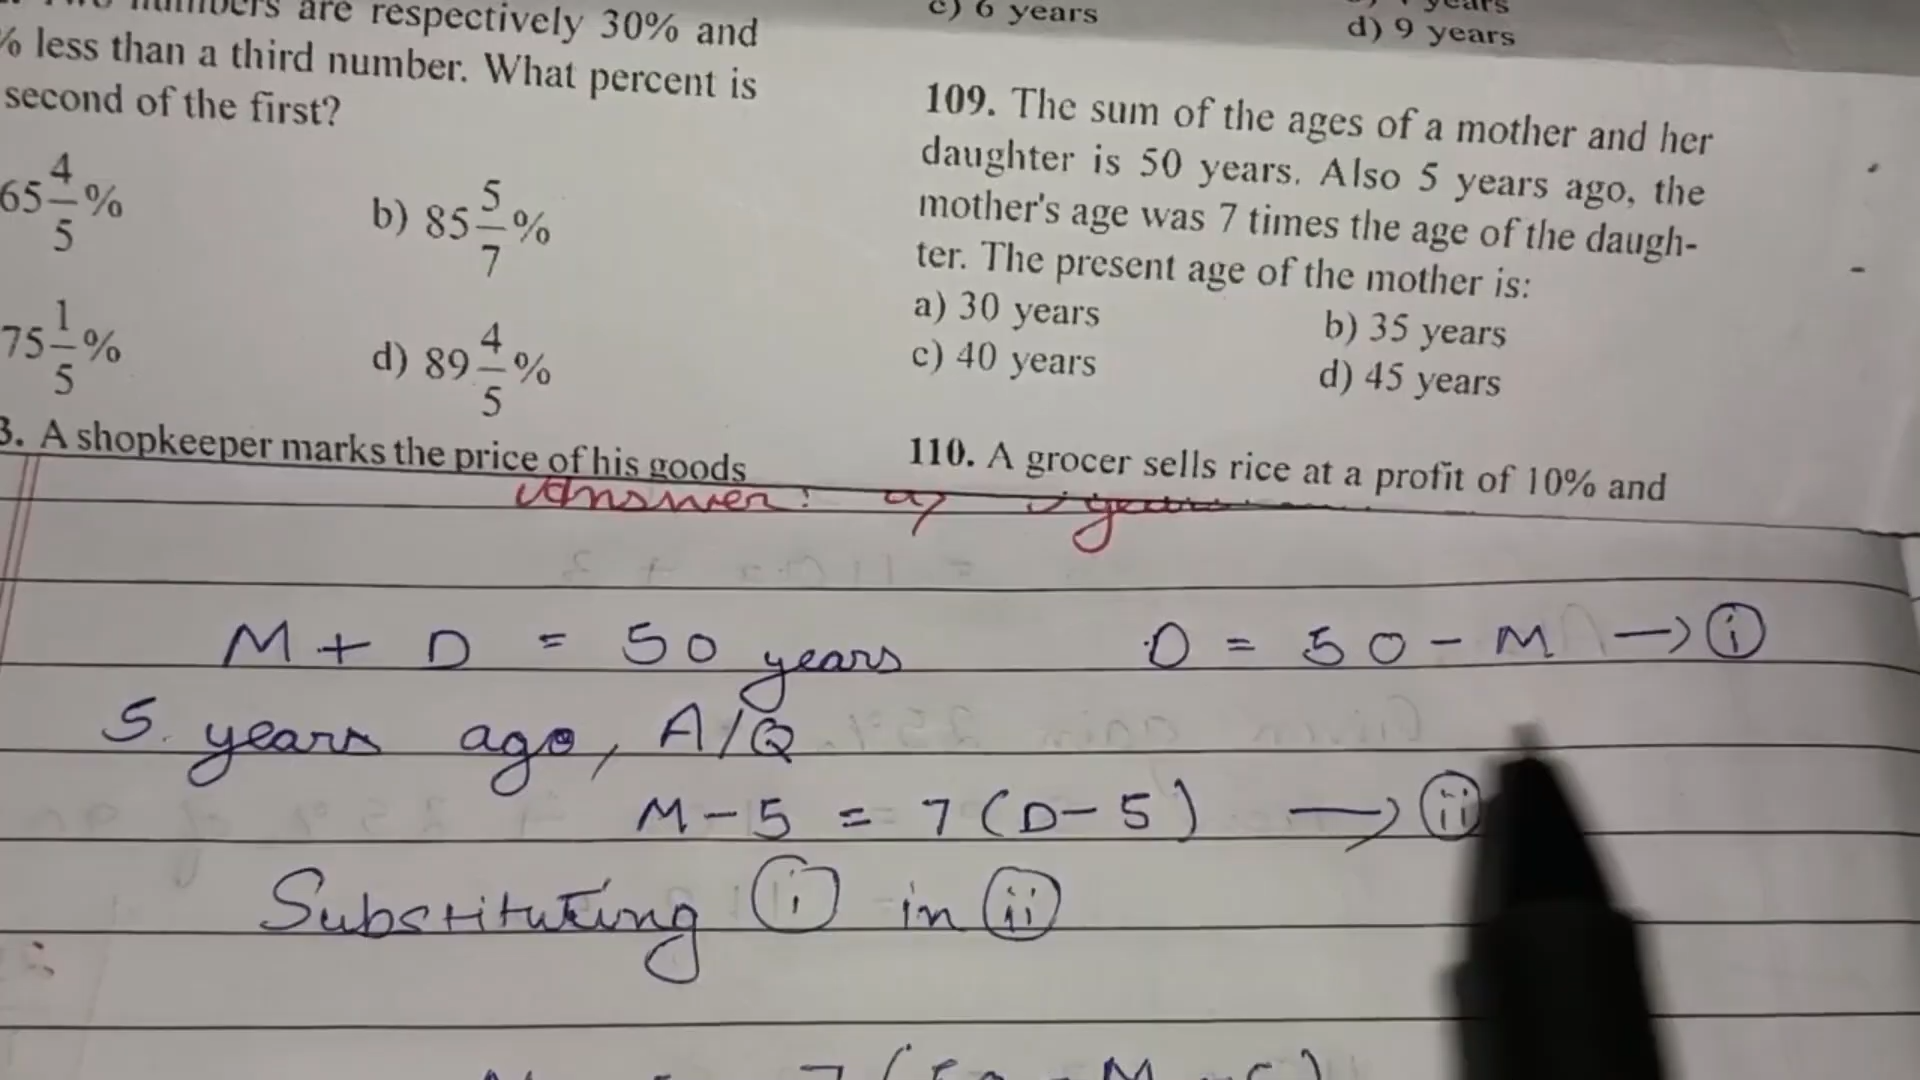 numbers are respectively 30% and
% less than a third number. What percent is
second of the first?
65 4/5 %
b) 85 5/7 %
75 1/5 %
d) 89 4/5 %
3. A shopkeeper marks the price of his goods
c) 6 years
years
d) 9 years
109. The sum of the ages of a mother and her
daughter is 50 years. Also 5 years ago, the
mother's age was 7 times the age of the daugh-
ter. The present age of the mother is:
a) 30 years
b) 35 years
c) 40 years
d) 45 years
110. A grocer sells rice at a profit of 10% and
Answer: a) years
M + D = 50 years D = 50 - M → (i)
5. years ago, A/Q
M - 5 = 7 (D - 5) → (ii)
Substituting (i) in (ii)